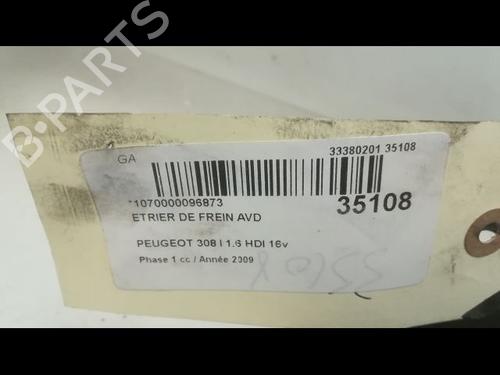 B-PARTS
GA
33380201 35108
*1070000096873
35108
ETRIER DE FREIN AVD
PEUGEOT 308 I 1.6 HDI 16v
Phase 1 cc / Année 2009